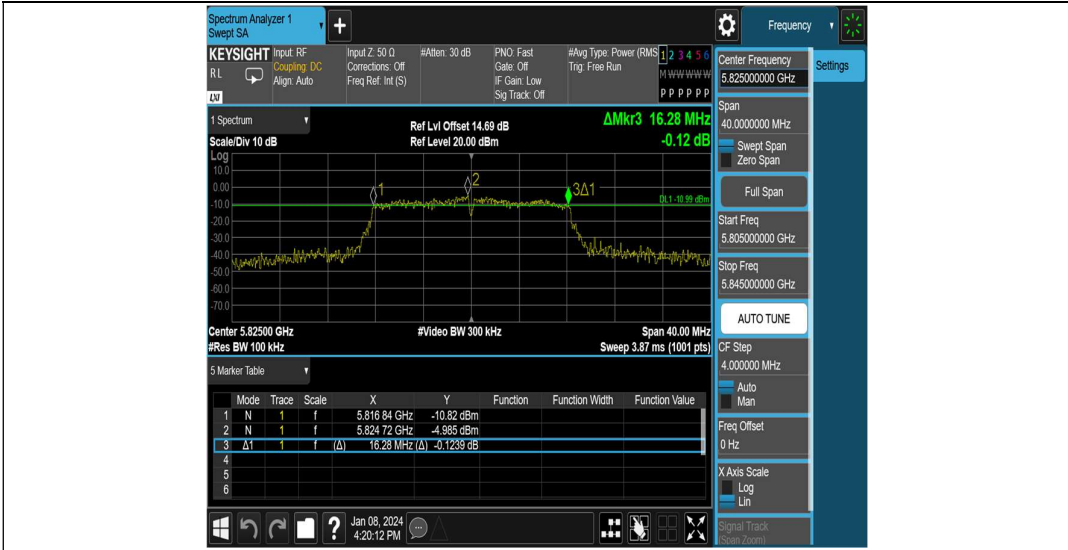 Spectrum Analyzer 1
Swept SA
+
Frequency
KEYSIGHT
RL
LXI
Input: RF
Coupling: DC
Align: Auto
Input Z: 50 Ω
Corrections: Off
Freq Ref: Int (S)
#Atten: 30 dB
PNO: Fast
Gate: Off
IF Gain: Low
Sig Track: Off
#Avg Type: Power (RMS
Trig: Free Run
1 2 3 4 5 6
M W W W W W
P P P P P P
Center Frequency
5.825000000 GHz
Settings
Span
40.0000000 MHz
Swept Span
Zero Span
Full Span
Start Freq
5.805000000 GHz
Stop Freq
5.845000000 GHz
AUTO TUNE
CF Step
4.000000 MHz
Auto
Man
Freq Offset
0 Hz
X Axis Scale
Log
Lin
Signal Track
(Span Zoom)
1 Spectrum
Scale/Div 10 dB
Ref Lvl Offset 14.69 dB
Ref Level 20.00 dBm
ΔMkr3 16.28 MHz
-0.12 dB
Log
10.0
0.00
-10.0
-20.0
-30.0
-40.0
-50.0
-60.0
-70.0
1
2
3Δ1
DL1 -10.99 dBm
Center 5.82500 GHz
#Video BW 300 kHz
Span 40.00 MHz
#Res BW 100 kHz
Sweep 3.87 ms (1001 pts)
5 Marker Table
Mode Trace Scale X Y Function Function Width Function Value
1 N 1 f 5.816 84 GHz -10.82 dBm
2 N 1 f 5.824 72 GHz -4.985 dBm
3 Δ1 1 f (Δ) 16.28 MHz (Δ) -0.1239 dB
4
5
6
?
Jan 08, 2024
4:20:12 PM